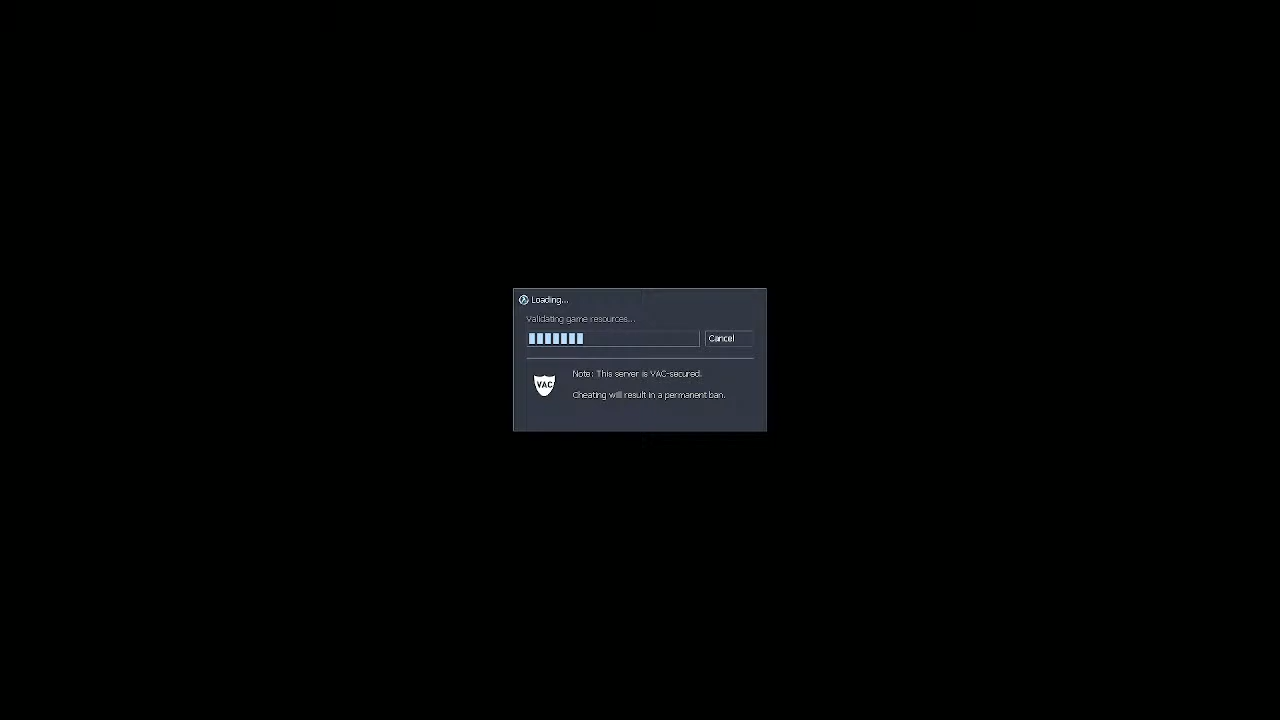 Loading...
Validating game resources...
Cancel
Note: This server is VAC-secured.
VAC
Cheating will result in a permanent ban.